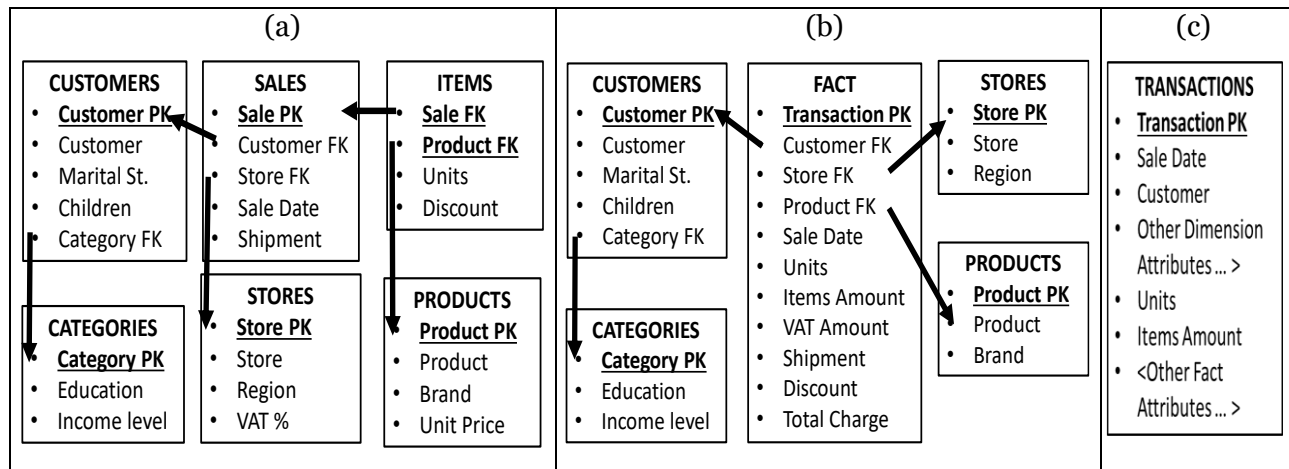 (a)
CUSTOMERS
• Customer PK
• Customer
• Marital St.
• Children
• Category FK
SALES
• Sale PK
• Customer FK
• Store FK
• Sale Date
• Shipment
ITEMS
• Sale FK
• Product FK
• Units
• Discount
CATEGORIES
• Category PK
• Education
• Income level
STORES
• Store PK
• Store
• Region
• VAT %
PRODUCTS
• Product PK
• Product
• Brand
• Unit Price
(b)
CUSTOMERS
• Customer PK
• Customer
• Marital St.
• Children
• Category FK
CATEGORIES
• Category PK
• Education
• Income level
FACT
• Transaction PK
• Customer FK
• Store FK
• Product FK
• Sale Date
• Units
• Items Amount
• VAT Amount
• Shipment
• Discount
• Total Charge
STORES
• Store PK
• Store
• Region
PRODUCTS
• Product PK
• Product
• Brand
(c)
TRANSACTIONS
• Transaction PK
• Sale Date
• Customer
• Other Dimension
Attributes ... >
• Units
• Items Amount
• <Other Fact
Attributes ... >